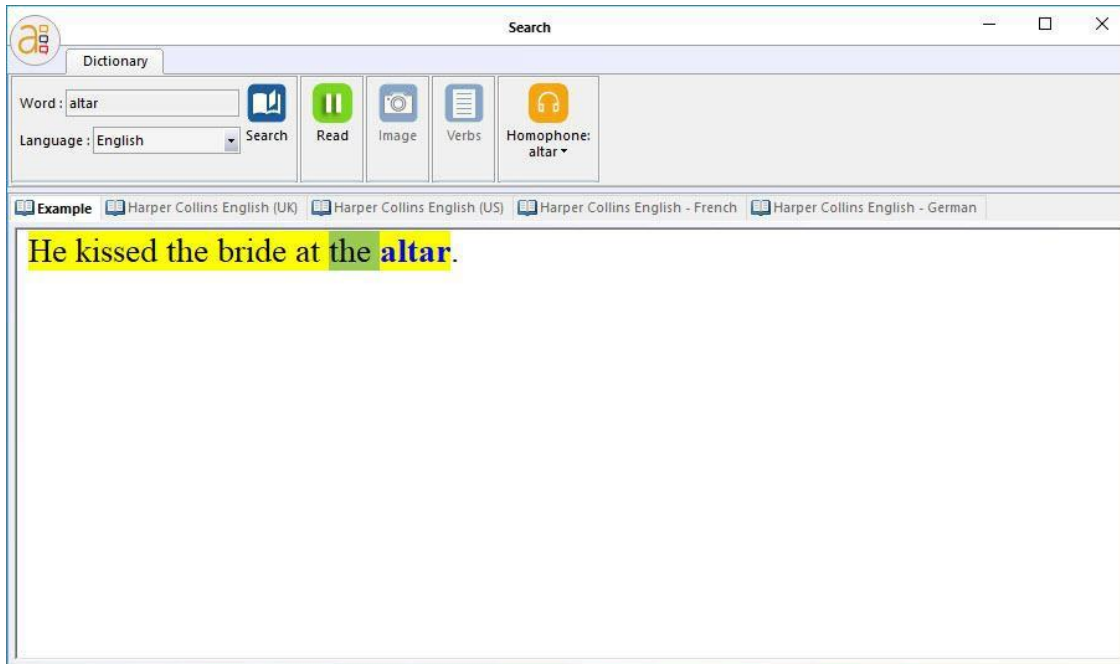 Search
Dictionary
Word : altar
Language : English
Search
Read
Image
Verbs
Homophone:
altar
Example Harper Collins English (UK) Harper Collins English (US) Harper Collins English - French Harper Collins English - German
He kissed the bride at the altar.